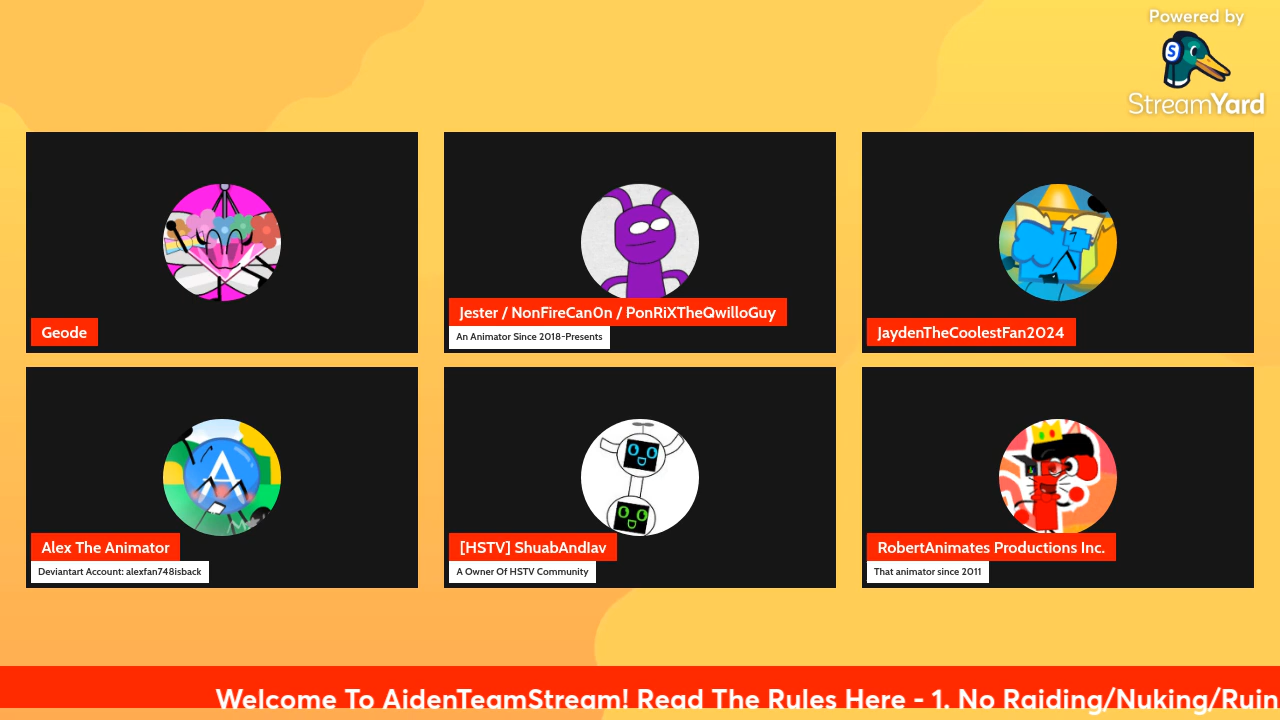 Powered by
StreamYard
Geode
Jester / NonFireCan0n / PonRiXTheQwilloGuy
An Animator Since 2018-Presents
JaydenTheCoolestFan2024
Alex The Animator
Deviantart Account: alexfan748isback
[HSTV] ShuabAndIav
A Owner Of HSTV Community
RobertAnimates Productions Inc.
That animator since 2011
Welcome To AidenTeamStream! Read The Rules Here - 1. No Raiding/Nuking/Ruin